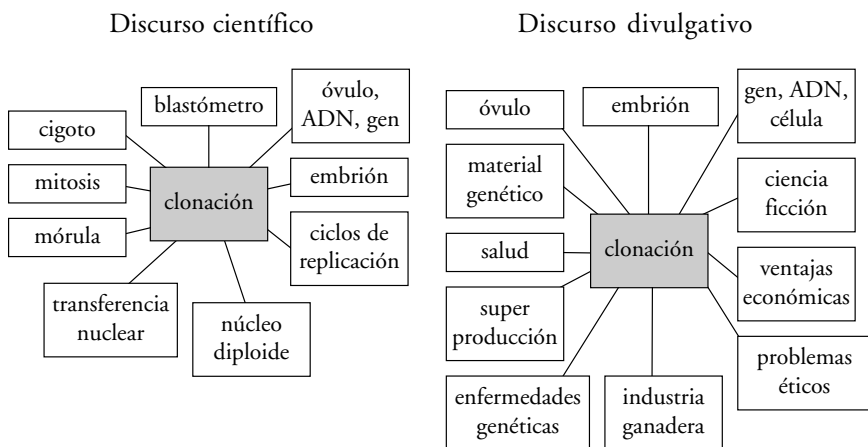 Discurso científico
blastómetro
óvulo,
ADN, gen
cigoto
mitosis
clonación
embrión
mórula
ciclos de
replicación
transferencia
nuclear
núcleo
diploide
Discurso divulgativo
óvulo
embrión
gen, ADN,
célula
material
genético
ciencia
ficción
salud
clonación
ventajas
económicas
super
producción
problemas
éticos
enfermedades
genéticas
industria
ganadera